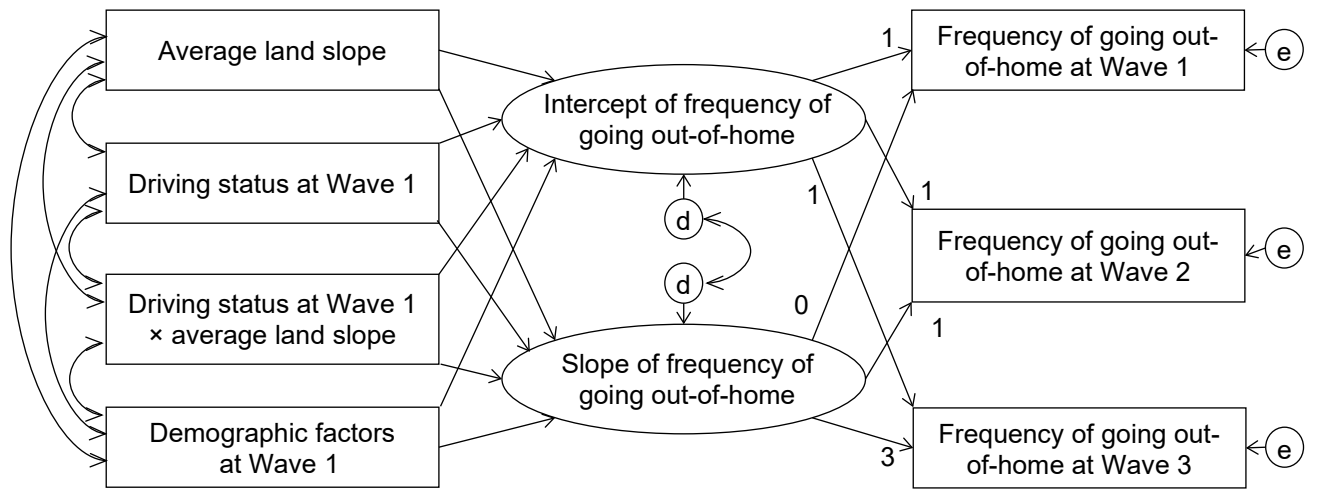 Average land slope
Driving status at Wave 1
Driving status at Wave 1
× average land slope
Demographic factors
at Wave 1
Intercept of frequency of
going out-of-home
d
d
Slope of frequency of
going out-of-home
1
1
1
0
1
3
Frequency of going out-
of-home at Wave 1
e
Frequency of going out-
of-home at Wave 2
e
Frequency of going out-
of-home at Wave 3
e